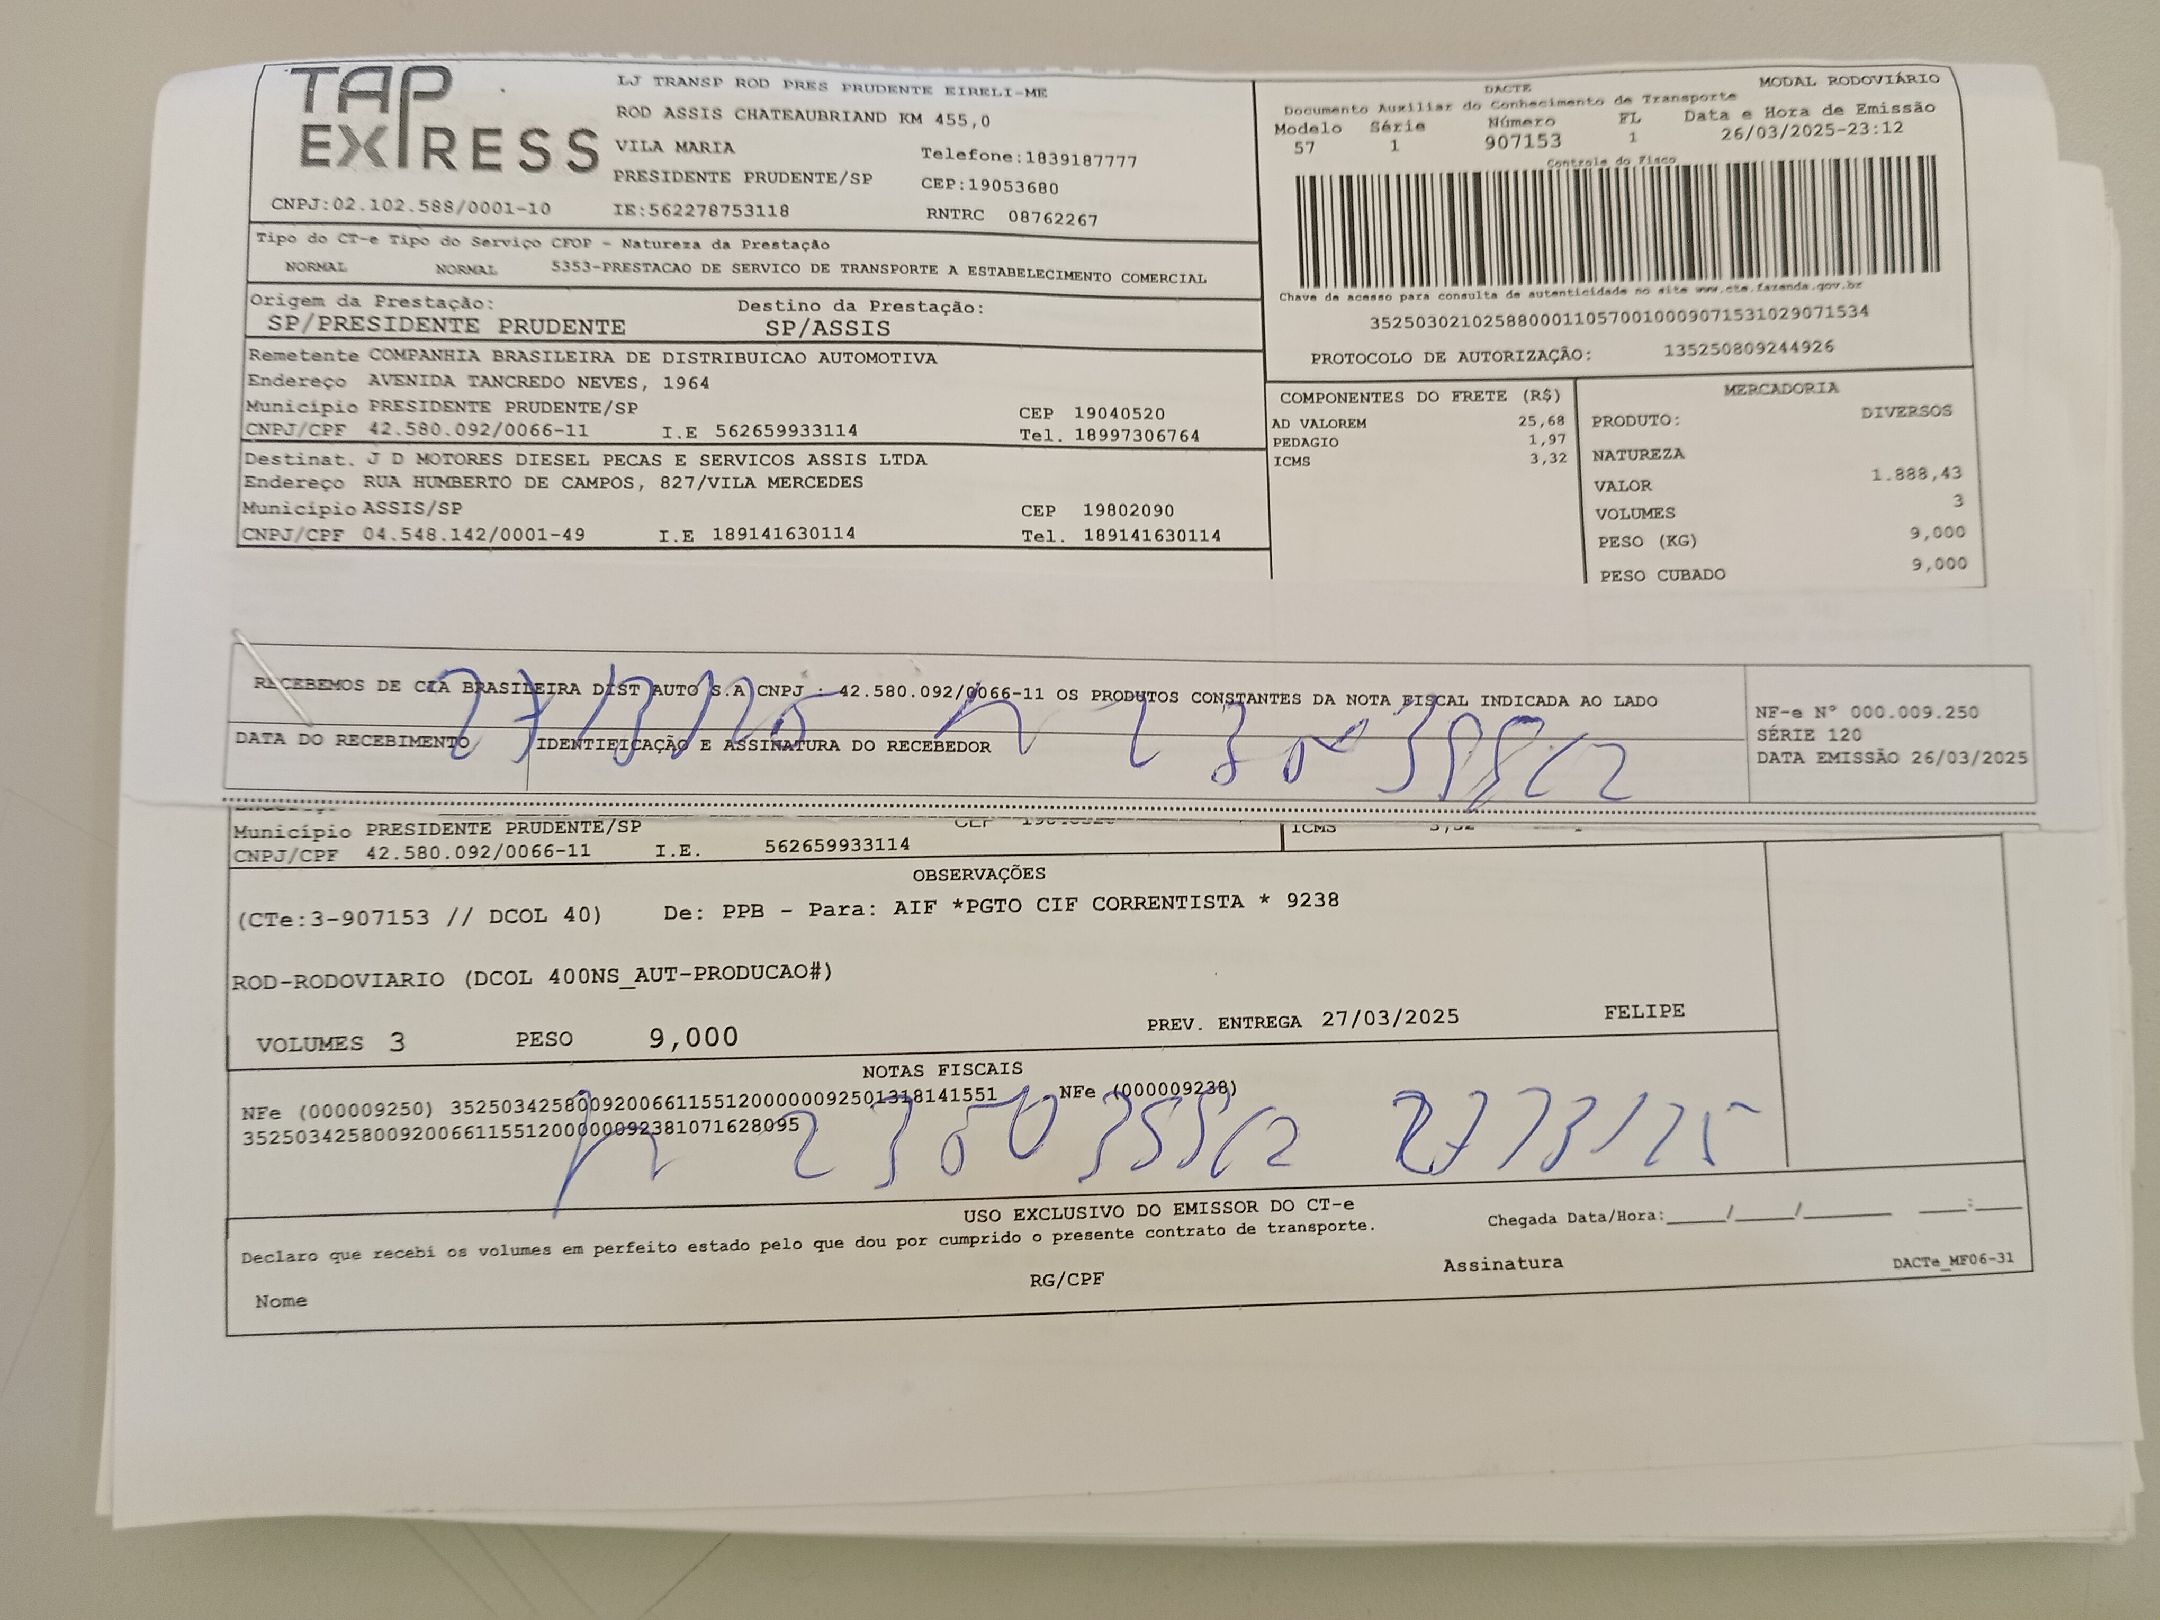 TAP EXPRESS
LJ TRANSP ROD PRES PRUDENTE EIRELI-ME
ROD ASSIS CHATEAUBRIAND KM 455,0
VILA MARIA Telefone:1839187777
PRESIDENTE PRUDENTE/SP CEP:19053680
CNPJ:02.102.588/0001-10 IE:562278753118 RNTRC 08762267
DACTE MODAL RODOVIÁRIO
Documento Auxiliar do Conhecimento de Transporte
Modelo Série Número FL Data e Hora de Emissão
57 1 907153 1 26/03/2025-23:12
Controle do Fisco
Chave de acesso para consulta de autenticidade no site www.cte.fazenda.gov.br
35250302102588000110570010009071531029071534
PROTOCOLO DE AUTORIZAÇÃO: 135250809244926
Tipo do CT-e Tipo do Serviço CFOP - Natureza da Prestação
NORMAL NORMAL 5353-PRESTACAO DE SERVICO DE TRANSPORTE A ESTABELECIMENTO COMERCIAL
Origem da Prestação: Destino da Prestação:
SP/PRESIDENTE PRUDENTE SP/ASSIS
Remetente COMPANHIA BRASILEIRA DE DISTRIBUICAO AUTOMOTIVA
Endereço AVENIDA TANCREDO NEVES, 1964
Município PRESIDENTE PRUDENTE/SP CEP 19040520
CNPJ/CPF 42.580.092/0066-11 I.E 562659933114 Tel. 18997306764
Destinat. J D MOTORES DIESEL PECAS E SERVICOS ASSIS LTDA
Endereço RUA HUMBERTO DE CAMPOS, 827/VILA MERCEDES
Município ASSIS/SP CEP 19802090
CNPJ/CPF 04.548.142/0001-49 I.E 189141630114 Tel. 189141630114
COMPONENTES DO FRETE (R$)
AD VALOREM 25,68
PEDAGIO 1,97
ICMS 3,32
MERCADORIA
PRODUTO: DIVERSOS
NATUREZA
VALOR 1.888,43
VOLUMES 3
PESO (KG) 9,000
PESO CUBADO 9,000
RECEBEMOS DE CIA BRASILEIRA DIST AUTO S.A CNPJ : 42.580.092/0066-11 OS PRODUTOS CONSTANTES DA NOTA FISCAL INDICADA AO LADO
DATA DO RECEBIMENTO IDENTIFICAÇÃO E ASSINATURA DO RECEBEDOR
27/3/25
NF-e Nº 000.009.250
SÉRIE 120
DATA EMISSÃO 26/03/2025
Município PRESIDENTE PRUDENTE/SP
CNPJ/CPF 42.580.092/0066-11 I.E. 562659933114
ICMS 3,32
OBSERVAÇÕES
(CTe:3-907153 // DCOL 40) De: PPB - Para: AIF *PGTO CIF CORRENTISTA * 9238
ROD-RODOVIARIO (DCOL 400NS_AUT-PRODUCAO#)
VOLUMES 3 PESO 9,000 PREV. ENTREGA 27/03/2025 FELIPE
NOTAS FISCAIS
NFe (000009250) 35250342580092006611551200000092501318141551 NFe (000009238)
35250342580092006611551200000092381071628095
27/3/25
USO EXCLUSIVO DO EMISSOR DO CT-e
Declaro que recebi os volumes em perfeito estado pelo que dou por cumprido o presente contrato de transporte. Chegada Data/Hora:____/____/______ ___:___
Nome RG/CPF Assinatura DACTe_MF06-31